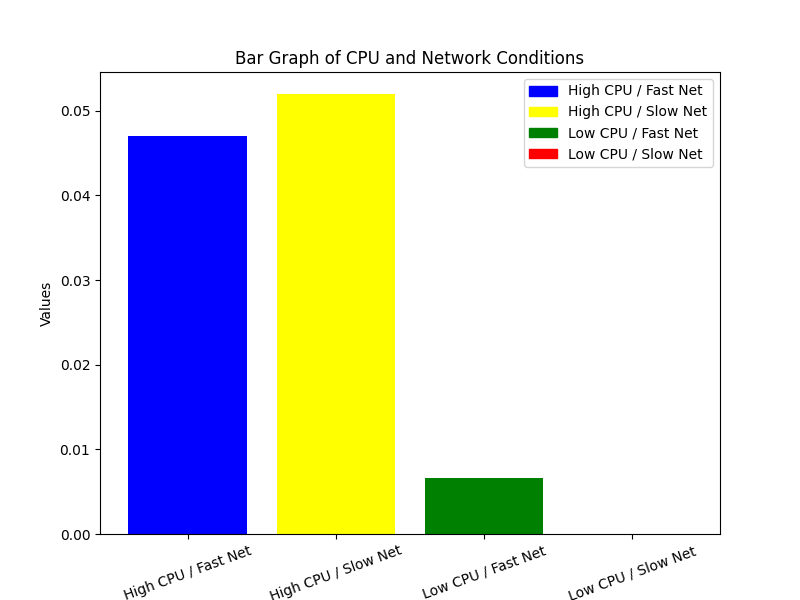 Bar Graph of CPU and Network Conditions
High CPU / Fast Net
High CPU / Slow Net
Low CPU / Fast Net
Low CPU / Slow Net
0.05
0.04
0.03
0.02
0.01
0.00
Values
High CPU / Fast Net
High CPU / Slow Net
Low CPU / Fast Net
Low CPU / Slow Net